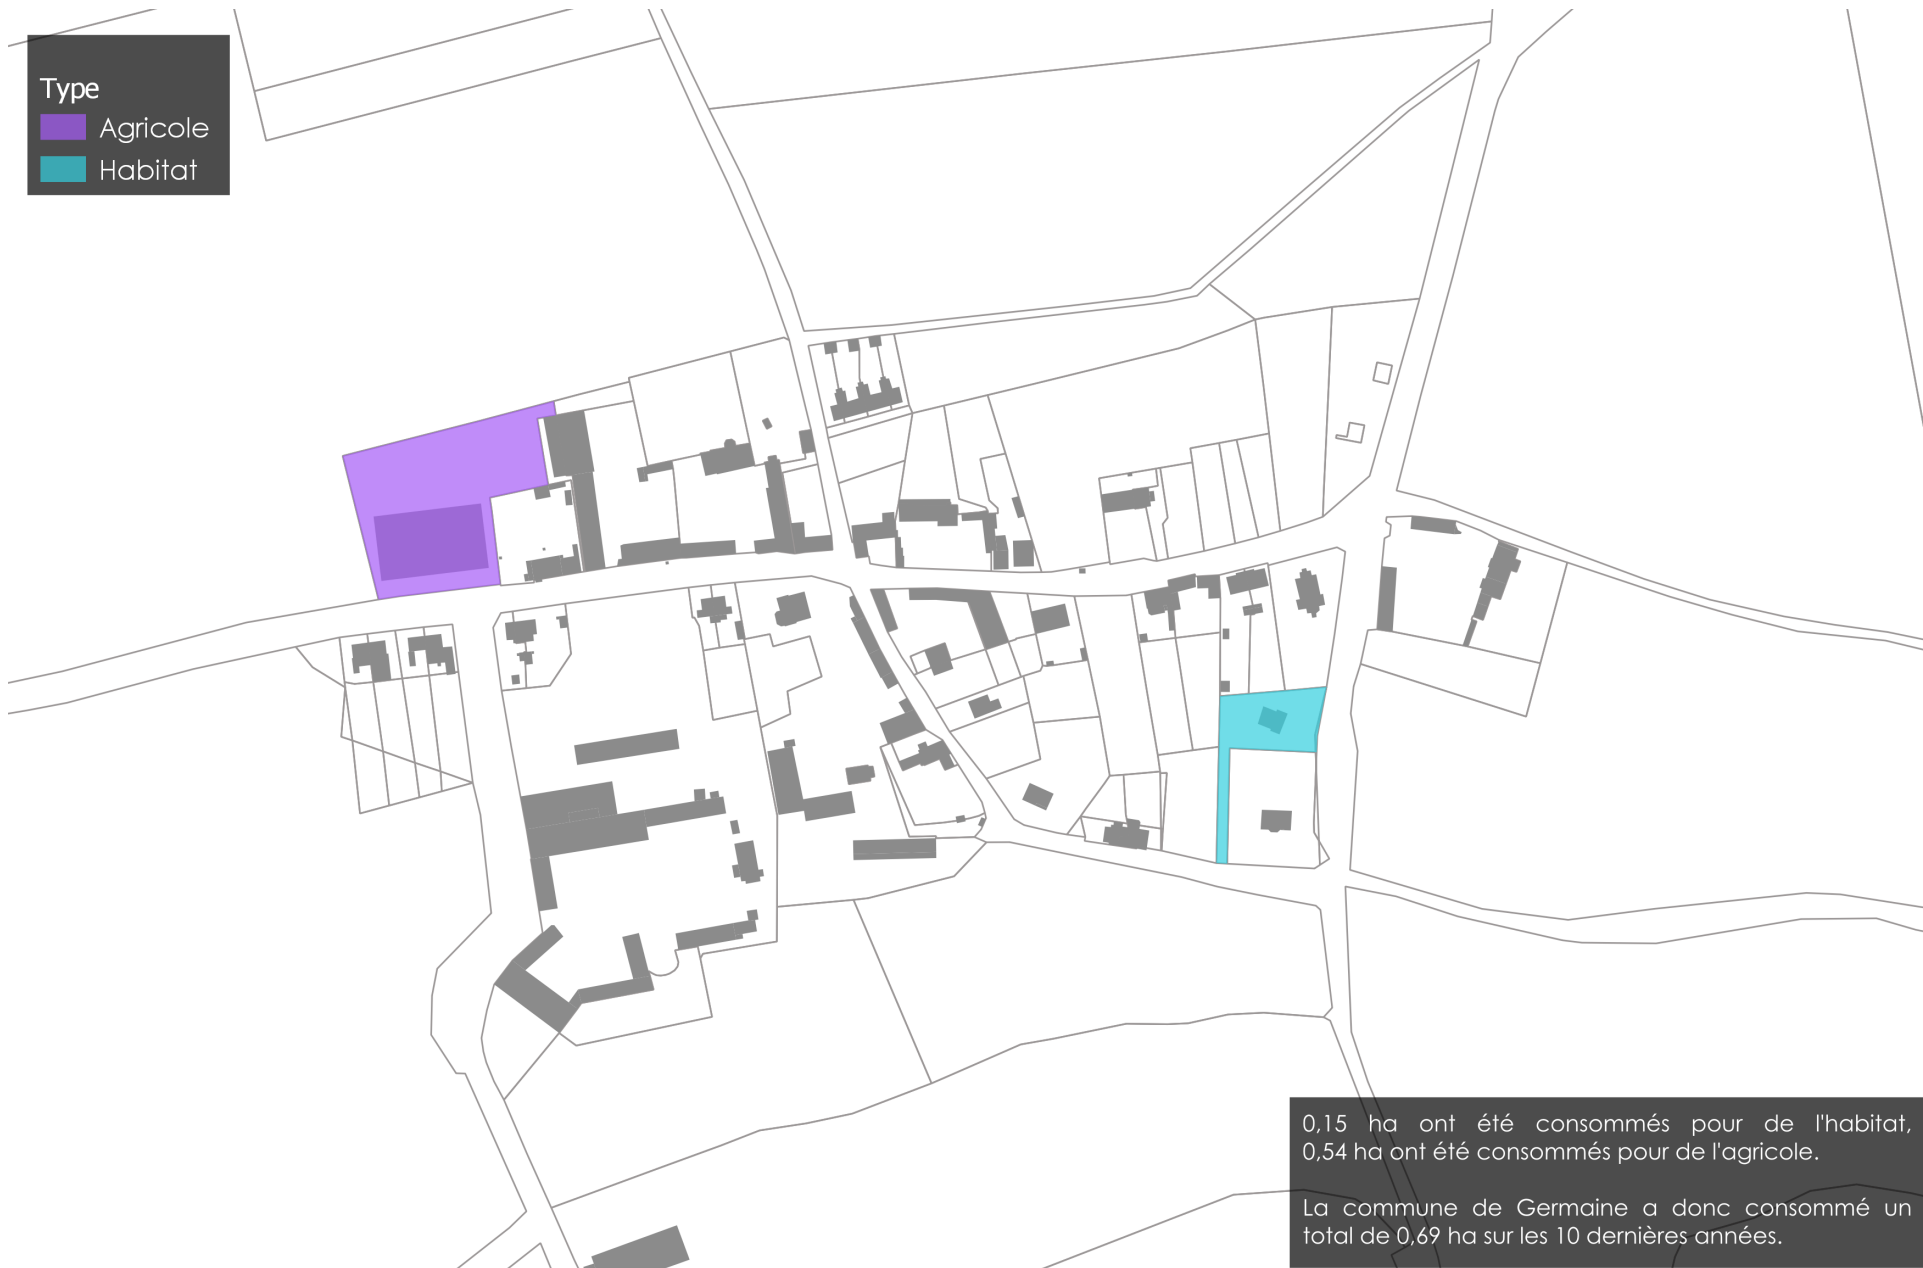 Type
Agricole
Habitat
0,15 ha ont été consommés pour de l'habitat,
0,54 ha ont été consommés pour de l'agricole.
La commune de Germaine a donc consommé un
total de 0,69 ha sur les 10 dernières années.